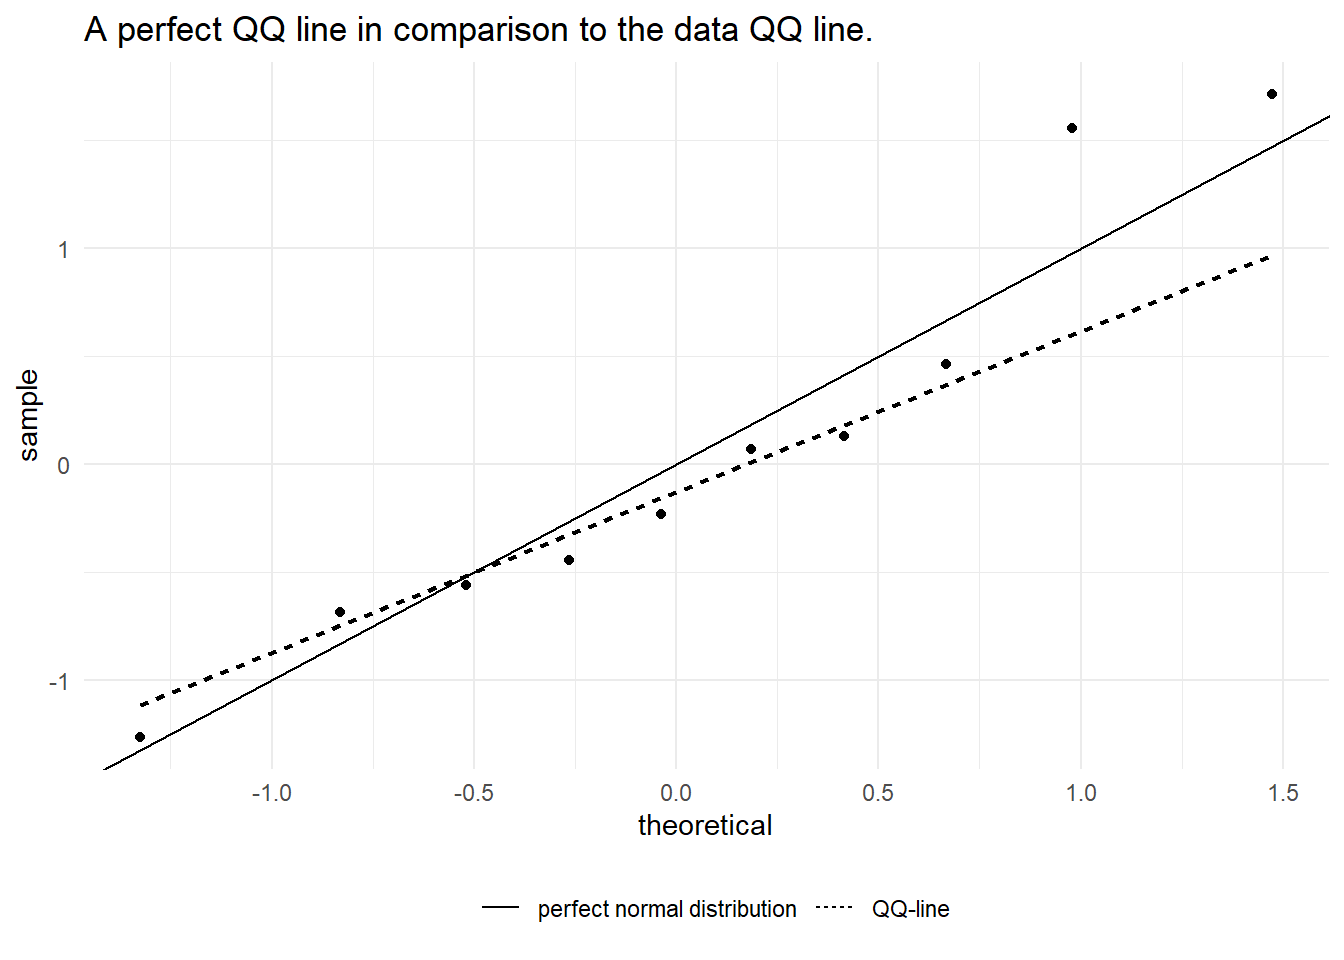 A perfect QQ line in comparison to the data QQ line.
sample
1
0
-1
-1.0 -0.5 0.0 0.5 1.0 1.5
theoretical
perfect normal distribution QQ-line